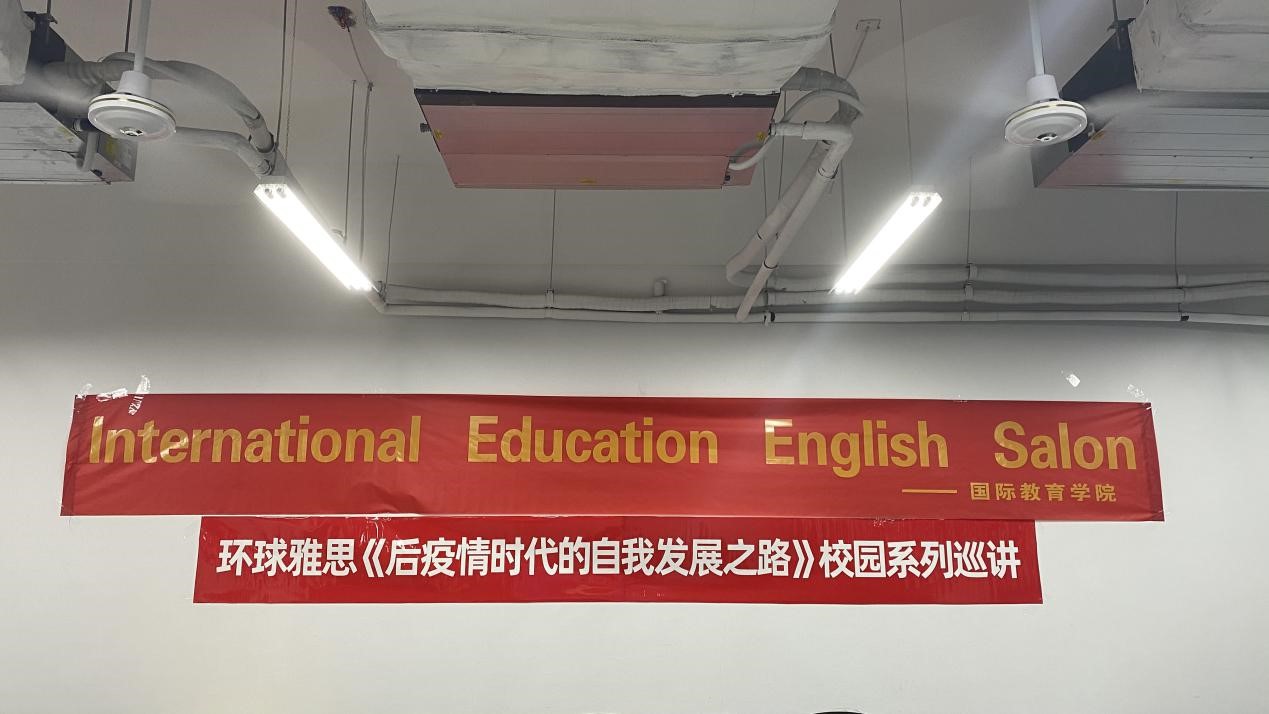 International Education English Salon
——国际教育学院
环球雅思《后疫情时代的自我发展之路》校园系列巡讲